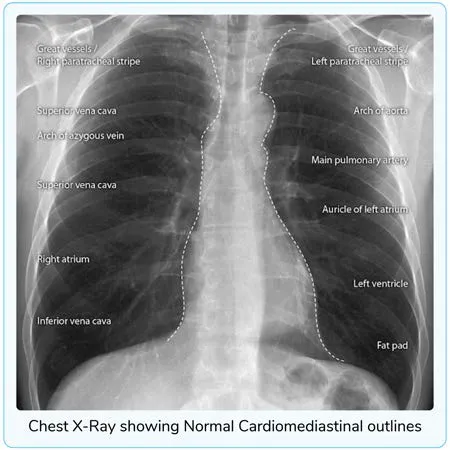 Great vessels /
Right paratracheal stripe
Superior vena cava
Arch of azygous vein
Superior vena cava
Right atrium
Inferior vena cava
Great vessels /
Left paratracheal stripe
Arch of aorta
Main pulmonary artery
Auricle of left atrium
Left ventricle
Fat pad
Chest X-Ray showing Normal Cardiomediastinal outlines